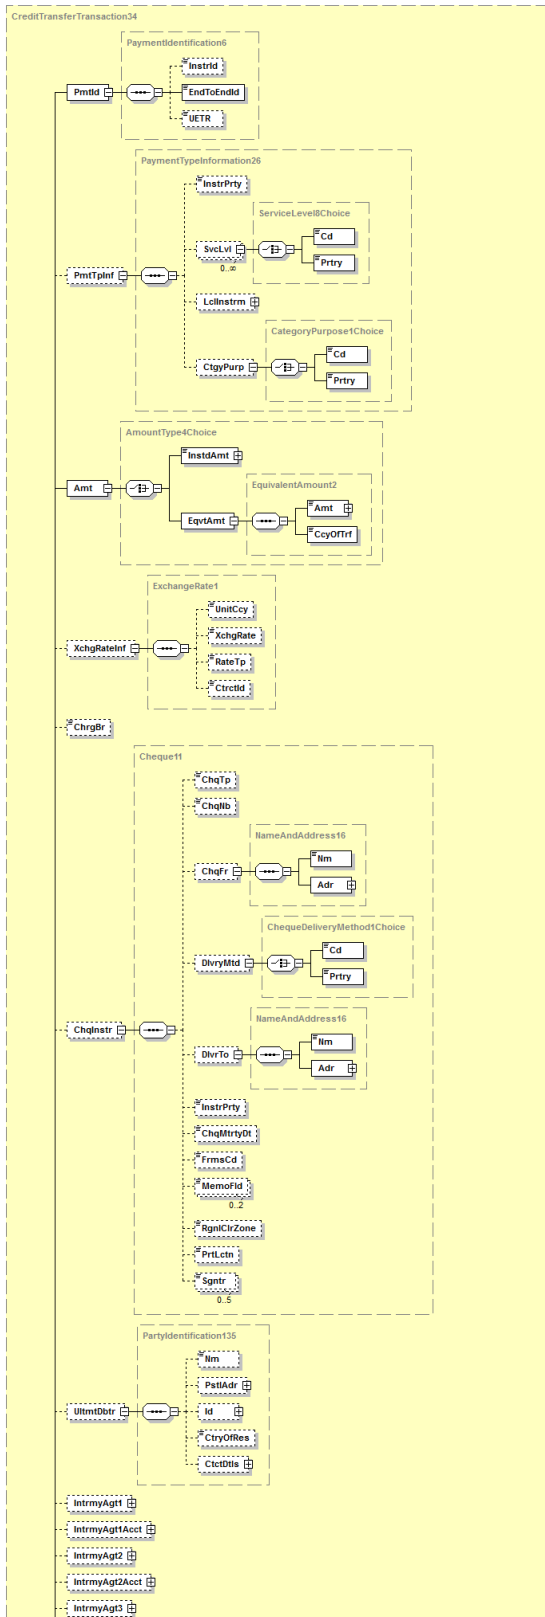 CreditTransferTransaction34
PaymentIdentification6
InstrId
PmtId
EndToEndId
UETR
PaymentTypeInformation26
InstrPrty
ServiceLevel8Choice
Cd
SvcLvl
0..∞
Prtry
PmtTpInf
LclInstrm
CategoryPurpose1Choice
Cd
CtgyPurp
Prtry
AmountType4Choice
InstdAmt
Amt
EquivalentAmount2
Amt
EqvtAmt
CcyOfTrf
ExchangeRate1
UnitCcy
XchgRate
XchgRateInf
RateTp
CtrctId
ChrgBr
Cheque11
ChqTp
ChqNb
NameAndAddress16
Nm
ChqFr
Adr
ChequeDeliveryMethod1Choice
Cd
DlvryMtd
Prtry
NameAndAddress16
ChqInstr
Nm
DlvrTo
Adr
InstrPrty
ChqMtrtyDt
FrmsCd
MemoFld
0..2
RgnlClrZone
PrtLctn
Sgntr
0..5
PartyIdentification135
Nm
PstlAdr
UltmtDbtr
Id
CtryOfRes
CtctDtls
IntrmyAgt1
IntrmyAgt1Acct
IntrmyAgt2
IntrmyAgt2Acct
IntrmyAgt3